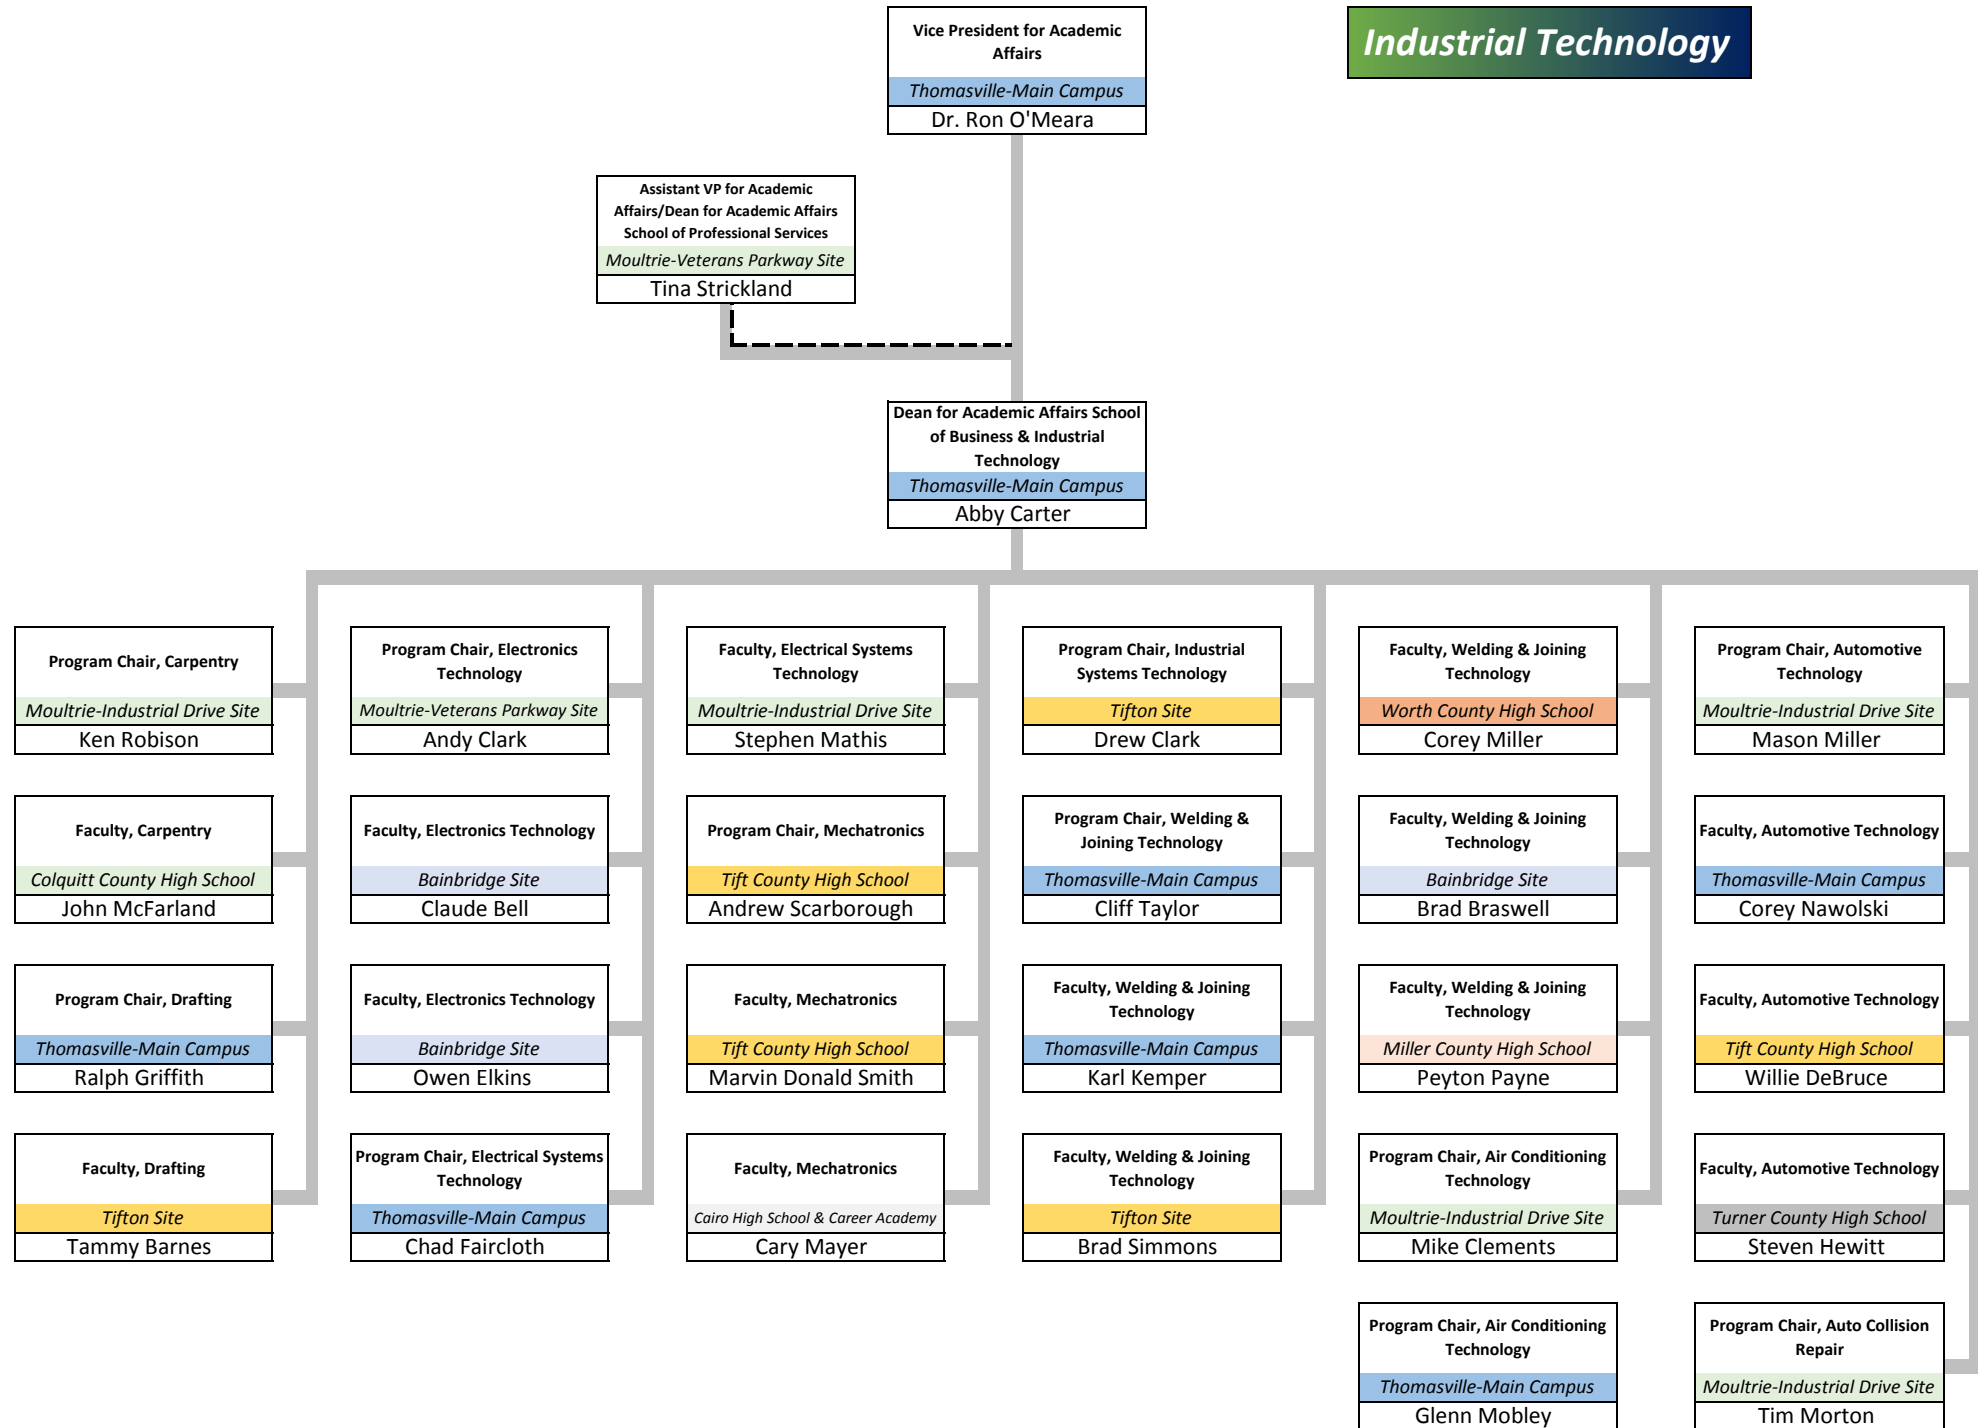 Industrial Technology
Vice President for Academic
Affairs
Thomasville-Main Campus
Dr. Ron O'Meara
Assistant VP for Academic
Affairs/Dean for Academic Affairs
School of Professional Services
Moultrie-Veterans Parkway Site
Tina Strickland
Dean for Academic Affairs School
of Business & Industrial
Technology
Thomasville-Main Campus
Abby Carter
Program Chair, Carpentry
Moultrie-Industrial Drive Site
Ken Robison
Faculty, Carpentry
Colquitt County High School
John McFarland
Program Chair, Drafting
Thomasville-Main Campus
Ralph Griffith
Faculty, Drafting
Tifton Site
Tammy Barnes
Program Chair, Electronics
Technology
Moultrie-Veterans Parkway Site
Andy Clark
Faculty, Electronics Technology
Bainbridge Site
Claude Bell
Faculty, Electronics Technology
Bainbridge Site
Owen Elkins
Program Chair, Electrical Systems
Technology
Thomasville-Main Campus
Chad Faircloth
Faculty, Electrical Systems
Technology
Moultrie-Industrial Drive Site
Stephen Mathis
Program Chair, Mechatronics
Tift County High School
Andrew Scarborough
Faculty, Mechatronics
Tift County High School
Marvin Donald Smith
Faculty, Mechatronics
Cairo High School & Career Academy
Cary Mayer
Program Chair, Industrial
Systems Technology
Tifton Site
Drew Clark
Program Chair, Welding &
Joining Technology
Thomasville-Main Campus
Cliff Taylor
Faculty, Welding & Joining
Technology
Thomasville-Main Campus
Karl Kemper
Faculty, Welding & Joining
Technology
Tifton Site
Brad Simmons
Faculty, Welding & Joining
Technology
Worth County High School
Corey Miller
Faculty, Welding & Joining
Technology
Bainbridge Site
Brad Braswell
Faculty, Welding & Joining
Technology
Miller County High School
Peyton Payne
Program Chair, Air Conditioning
Technology
Moultrie-Industrial Drive Site
Mike Clements
Program Chair, Air Conditioning
Technology
Thomasville-Main Campus
Glenn Mobley
Program Chair, Automotive
Technology
Moultrie-Industrial Drive Site
Mason Miller
Faculty, Automotive Technology
Thomasville-Main Campus
Corey Nawolski
Faculty, Automotive Technology
Tift County High School
Willie DeBruce
Faculty, Automotive Technology
Turner County High School
Steven Hewitt
Program Chair, Auto Collision
Repair
Moultrie-Industrial Drive Site
Tim Morton